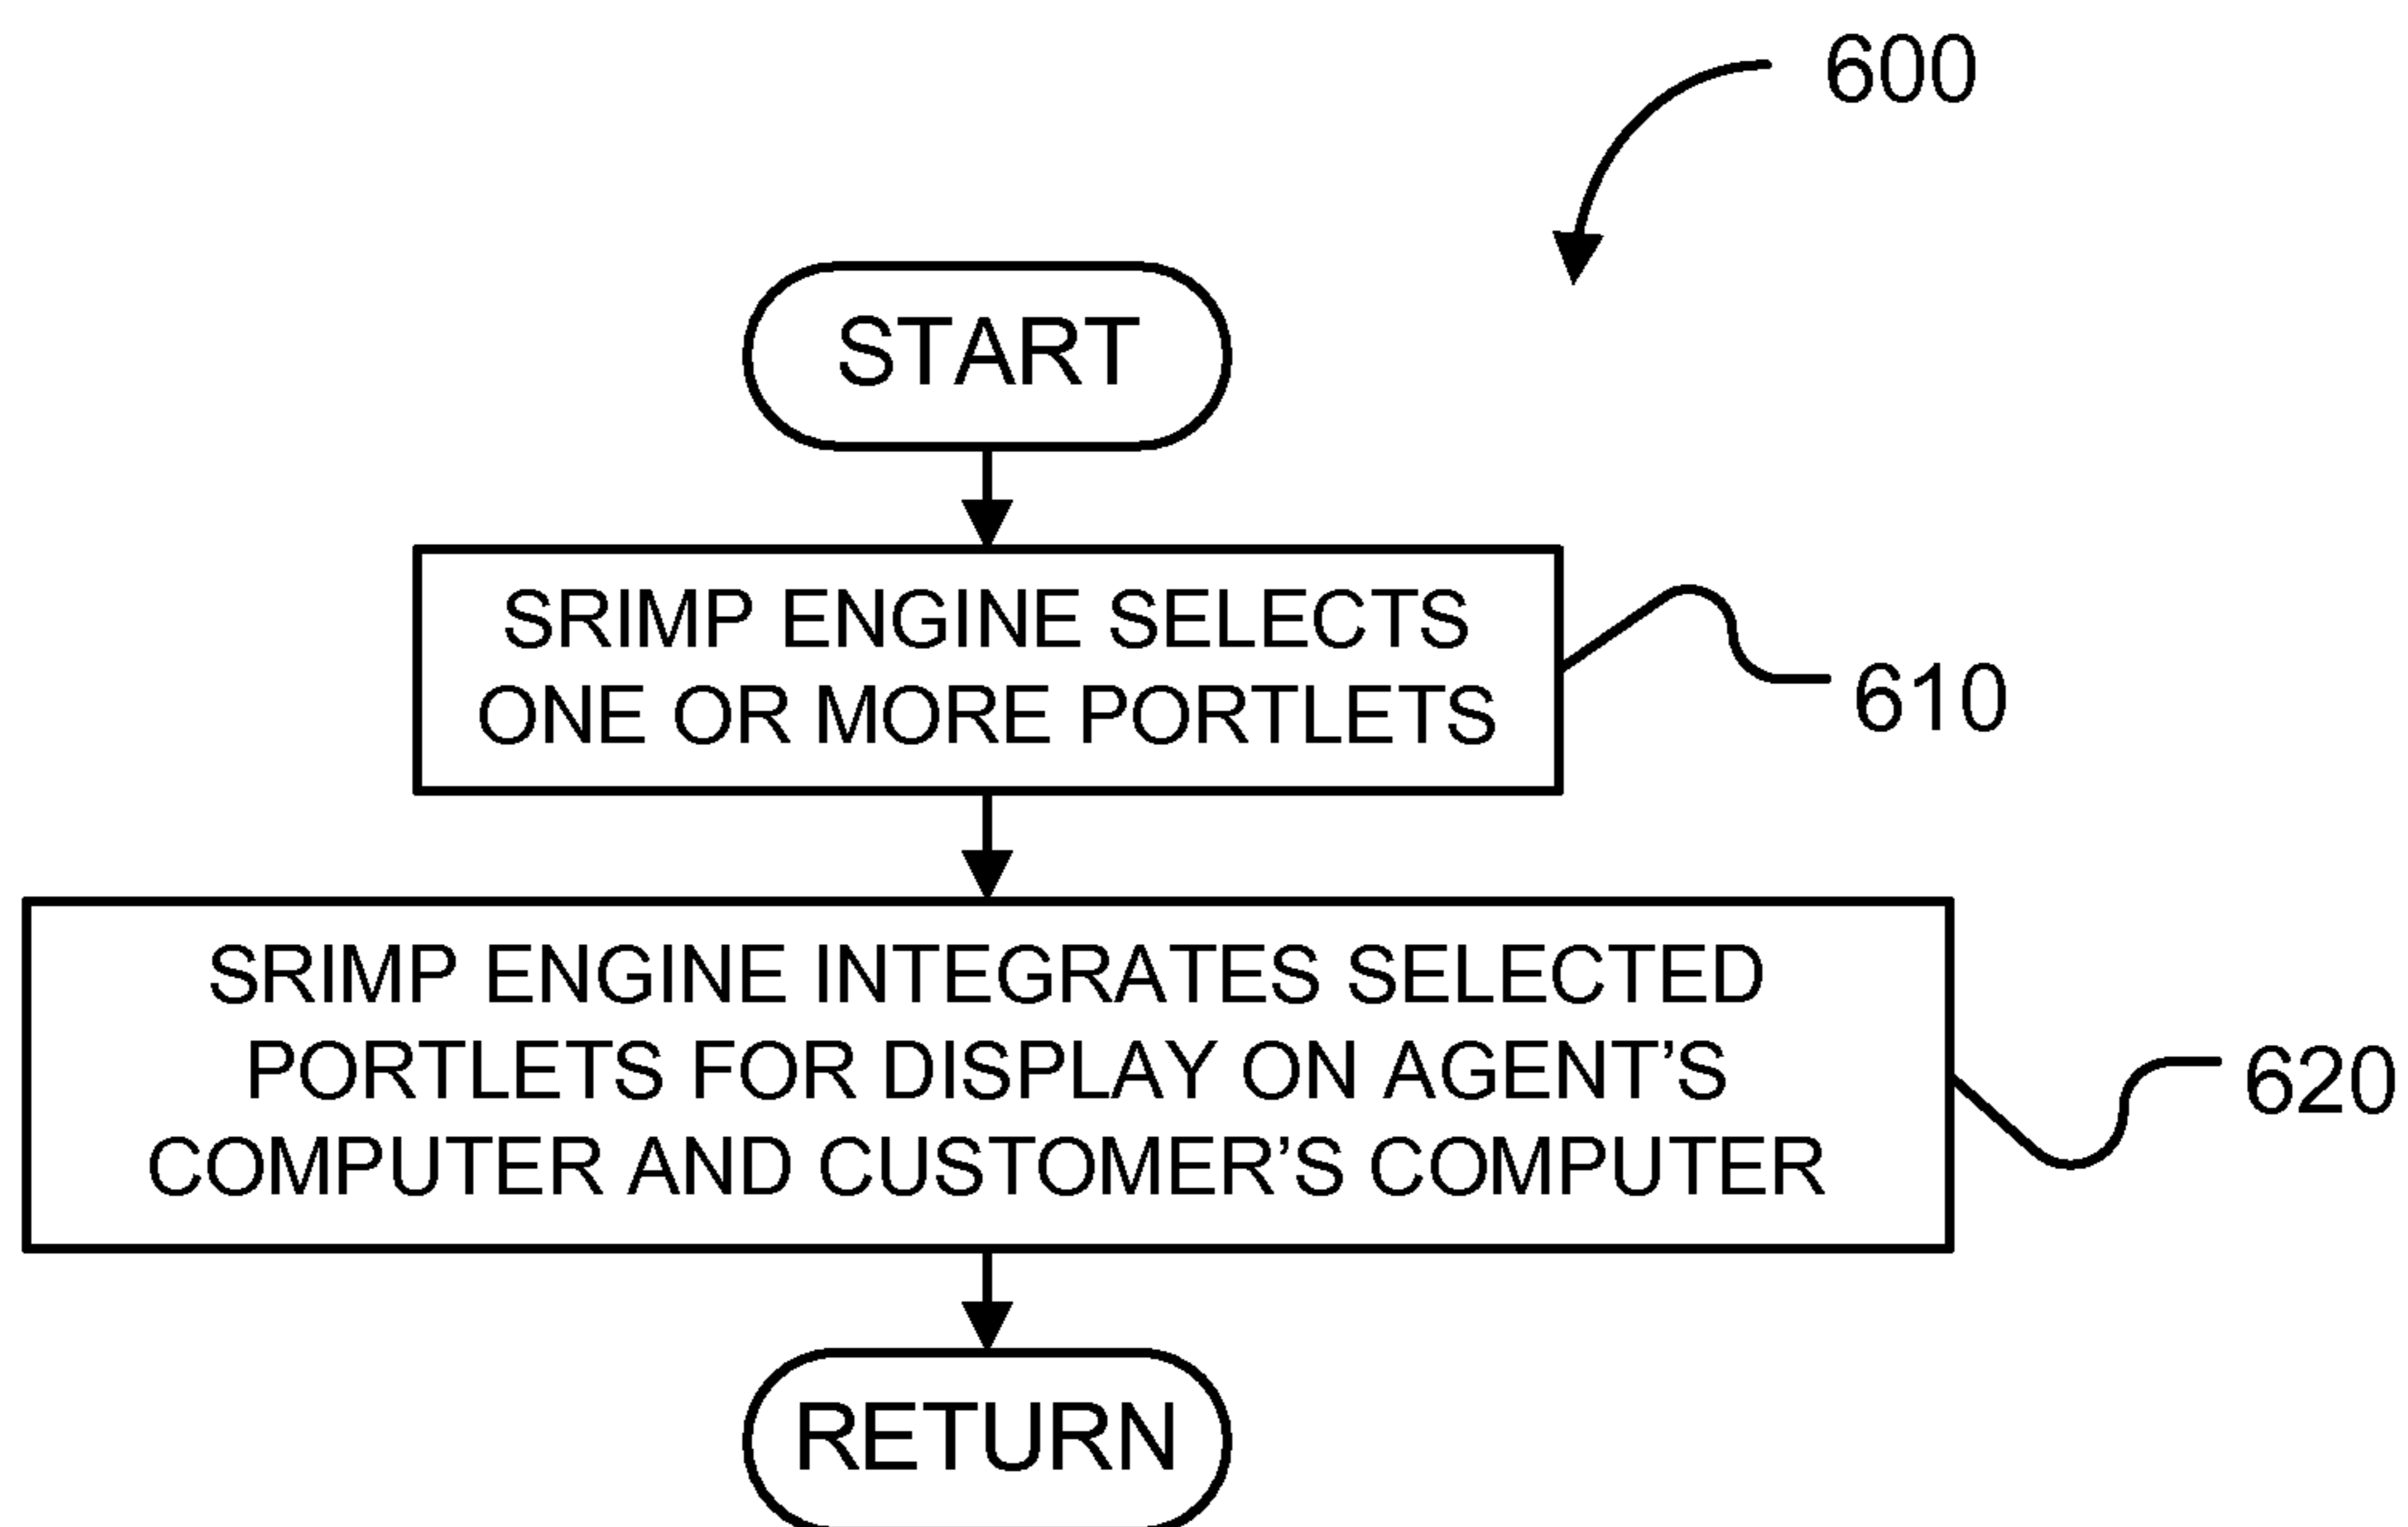 600
START
SRIMP ENGINE SELECTS
ONE OR MORE PORTLETS
610
SRIMP ENGINE INTEGRATES SELECTED
PORTLETS FOR DISPLAY ON AGENT’S
COMPUTER AND CUSTOMER’S COMPUTER
620
RETURN